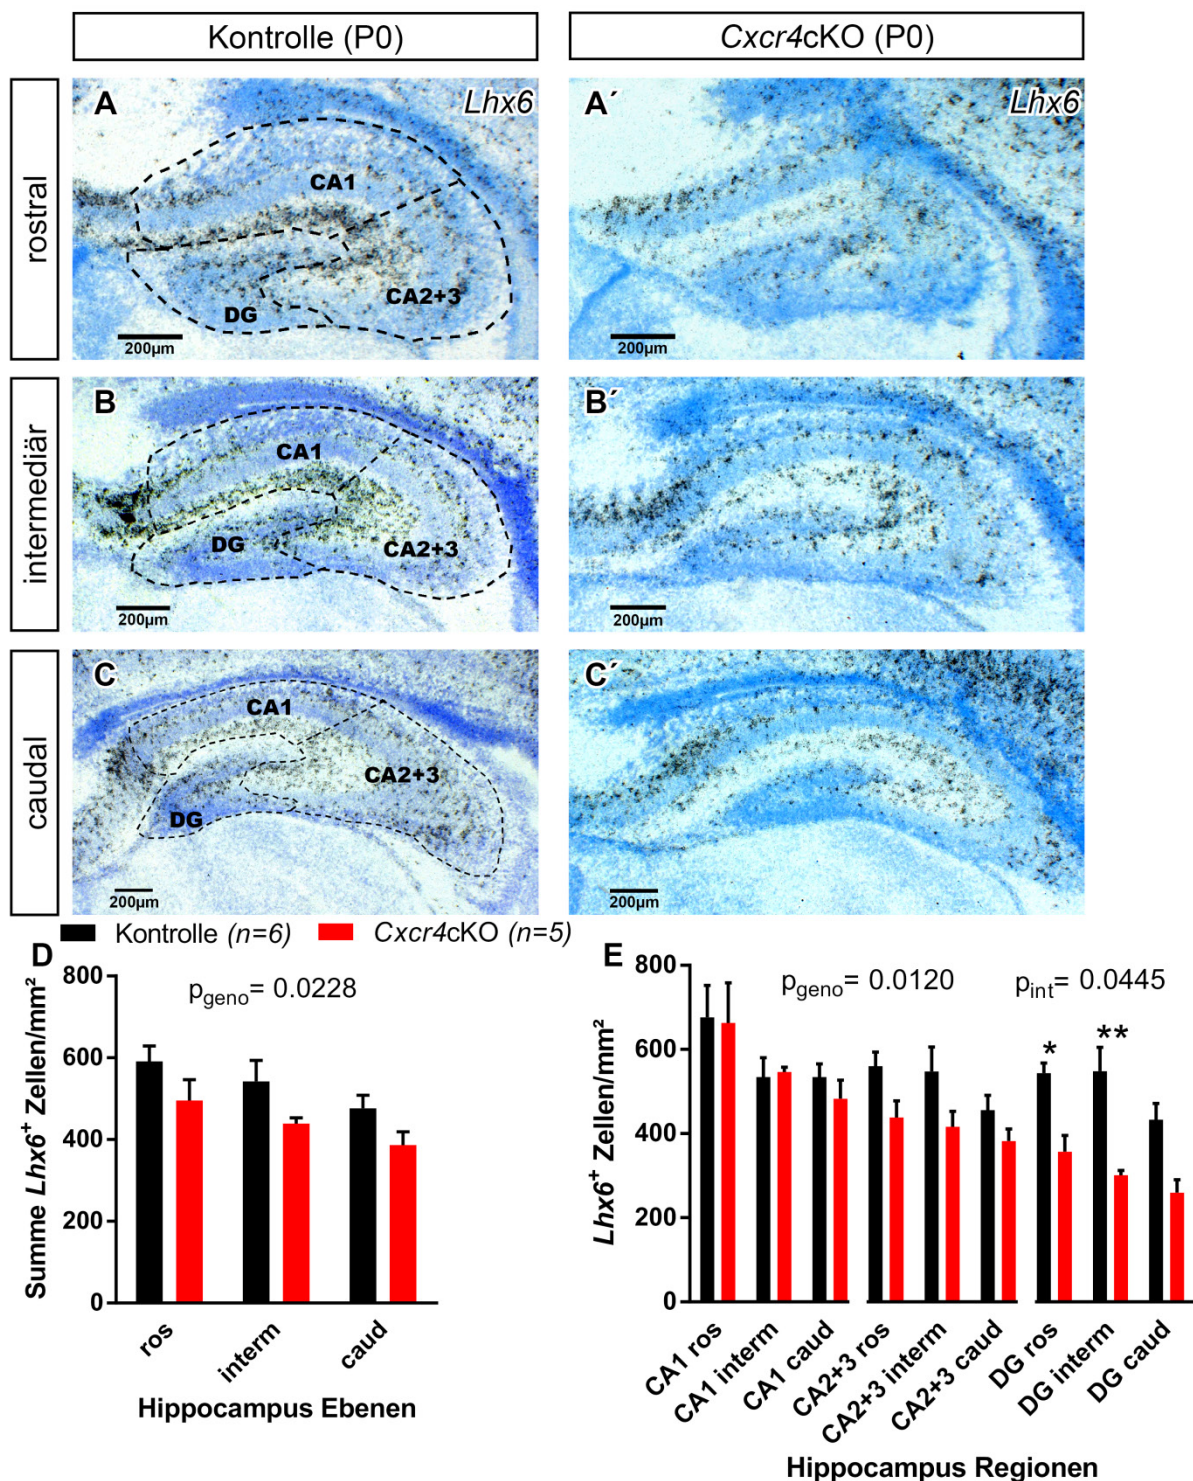 Kontrolle (P0)
Cxcr4cKO (P0)
rostral
A
Lhx6
CA1
CA2+3
DG
200µm
A´
Lhx6
200µm
intermediär
B
CA1
DG
CA2+3
200µm
B´
200µm
caudal
C
CA1
CA2+3
DG
200µm
C´
200µm
Kontrolle (n=6)
Cxcr4cKO (n=5)
D
pgeno= 0.0228
Summe Lhx6+ Zellen/mm²
800
600
400
200
0
ros
interm
caud
Hippocampus Ebenen
E
pgeno= 0.0120
pint= 0.0445
Lhx6+ Zellen/mm²
800
600
400
200
0
*
**
CA1 ros
CA1 interm
CA1 caud
CA2+3 ros
CA2+3 interm
CA2+3 caud
DG ros
DG interm
DG caud
Hippocampus Regionen